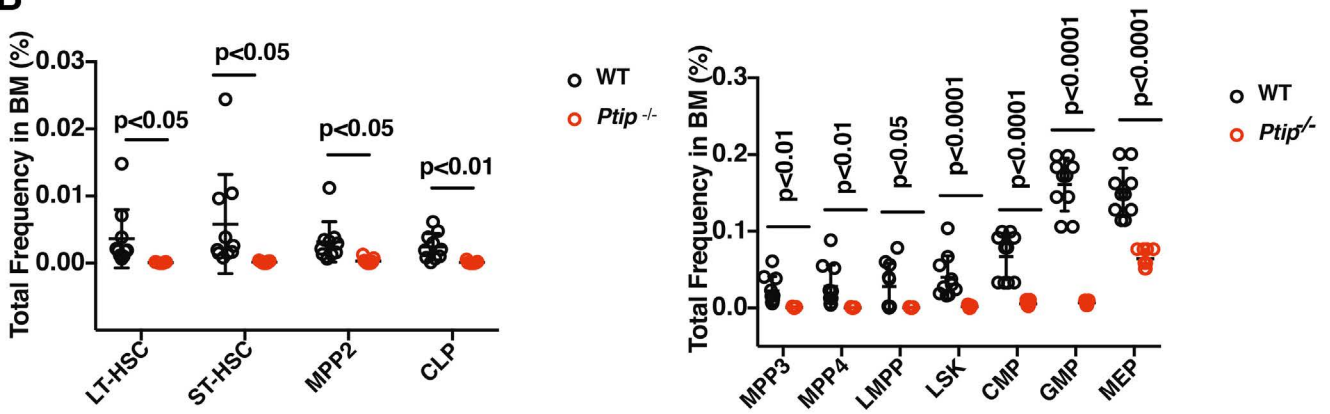 B
Total Frequency in BM (%)
0.03
0.02
0.01
0.00
p<0.05
p<0.05
p<0.05
p<0.01
LT-HSC
ST-HSC
MPP2
CLP
WT
Ptip -/-
Total Frequency in BM (%)
0.3
0.2
0.1
0.0
p<0.01
p<0.01
p<0.05
p<0.0001
p<0.0001
p<0.0001
p<0.0001
MPP3
MPP4
LMPP
LSK
CMP
GMP
MEP
WT
Ptip-/-